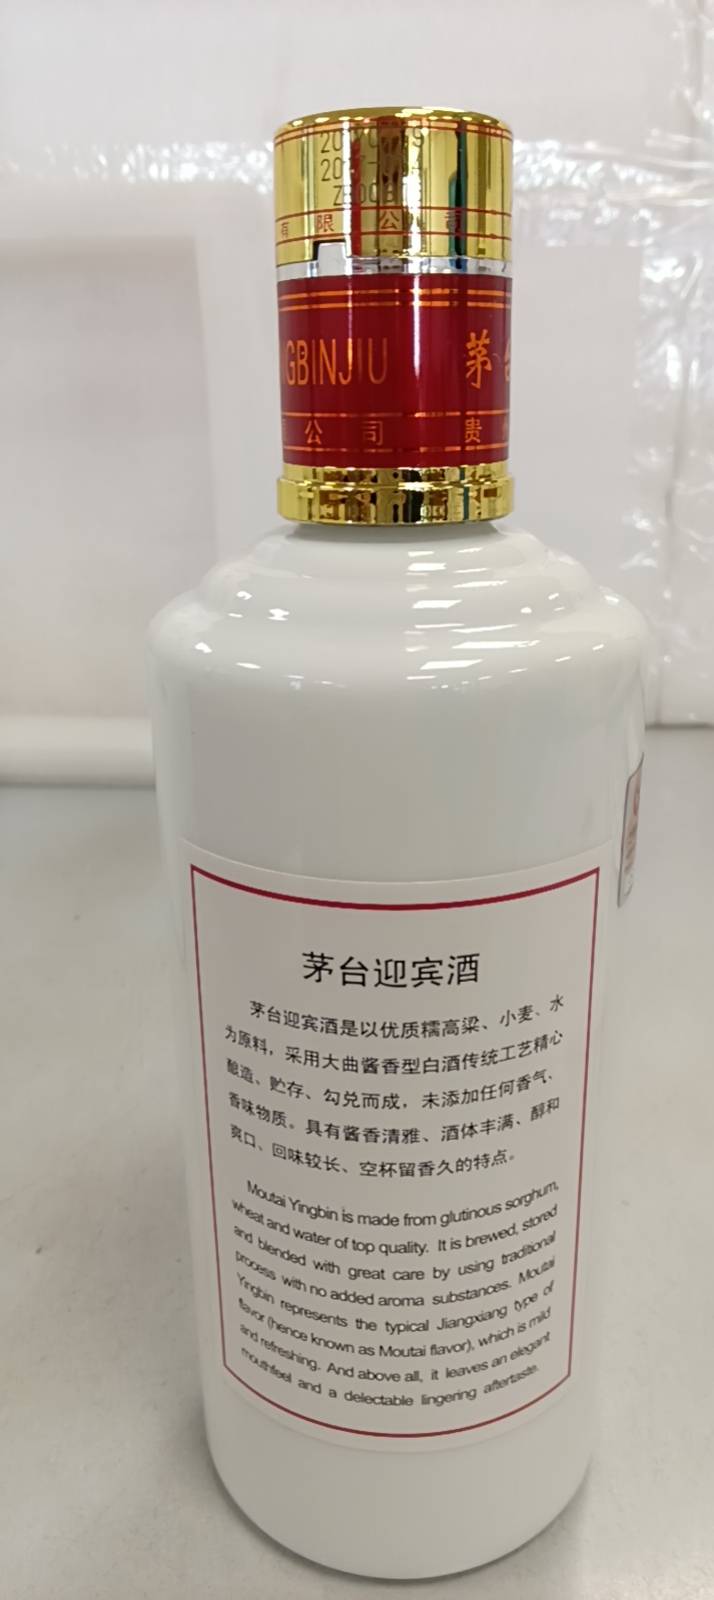 有限公司
GBINJIU 茅台
公司 贵
茅台迎宾酒
茅台迎宾酒是以优质糯高粱、小麦、水
为原料，采用大曲酱香型白酒传统工艺精心
酿造、贮存、勾兑而成，未添加任何香气、
香味物质。具有酱香清雅、酒体丰满、醇和
爽口、回味较长、空杯留香久的特点。
Moutai Yingbin is made from glutinous sorghum,
wheat and water of top quality. It is brewed, stored
and blended with great care by using traditional
process with no added aroma substances. Moutai
Yingbin represents the typical Jiangxiang type of
flavor (hence known as Moutai flavor), which is mild
and refreshing. And above all, it leaves an elegant
mouthfeel and a delectable lingering aftertaste.